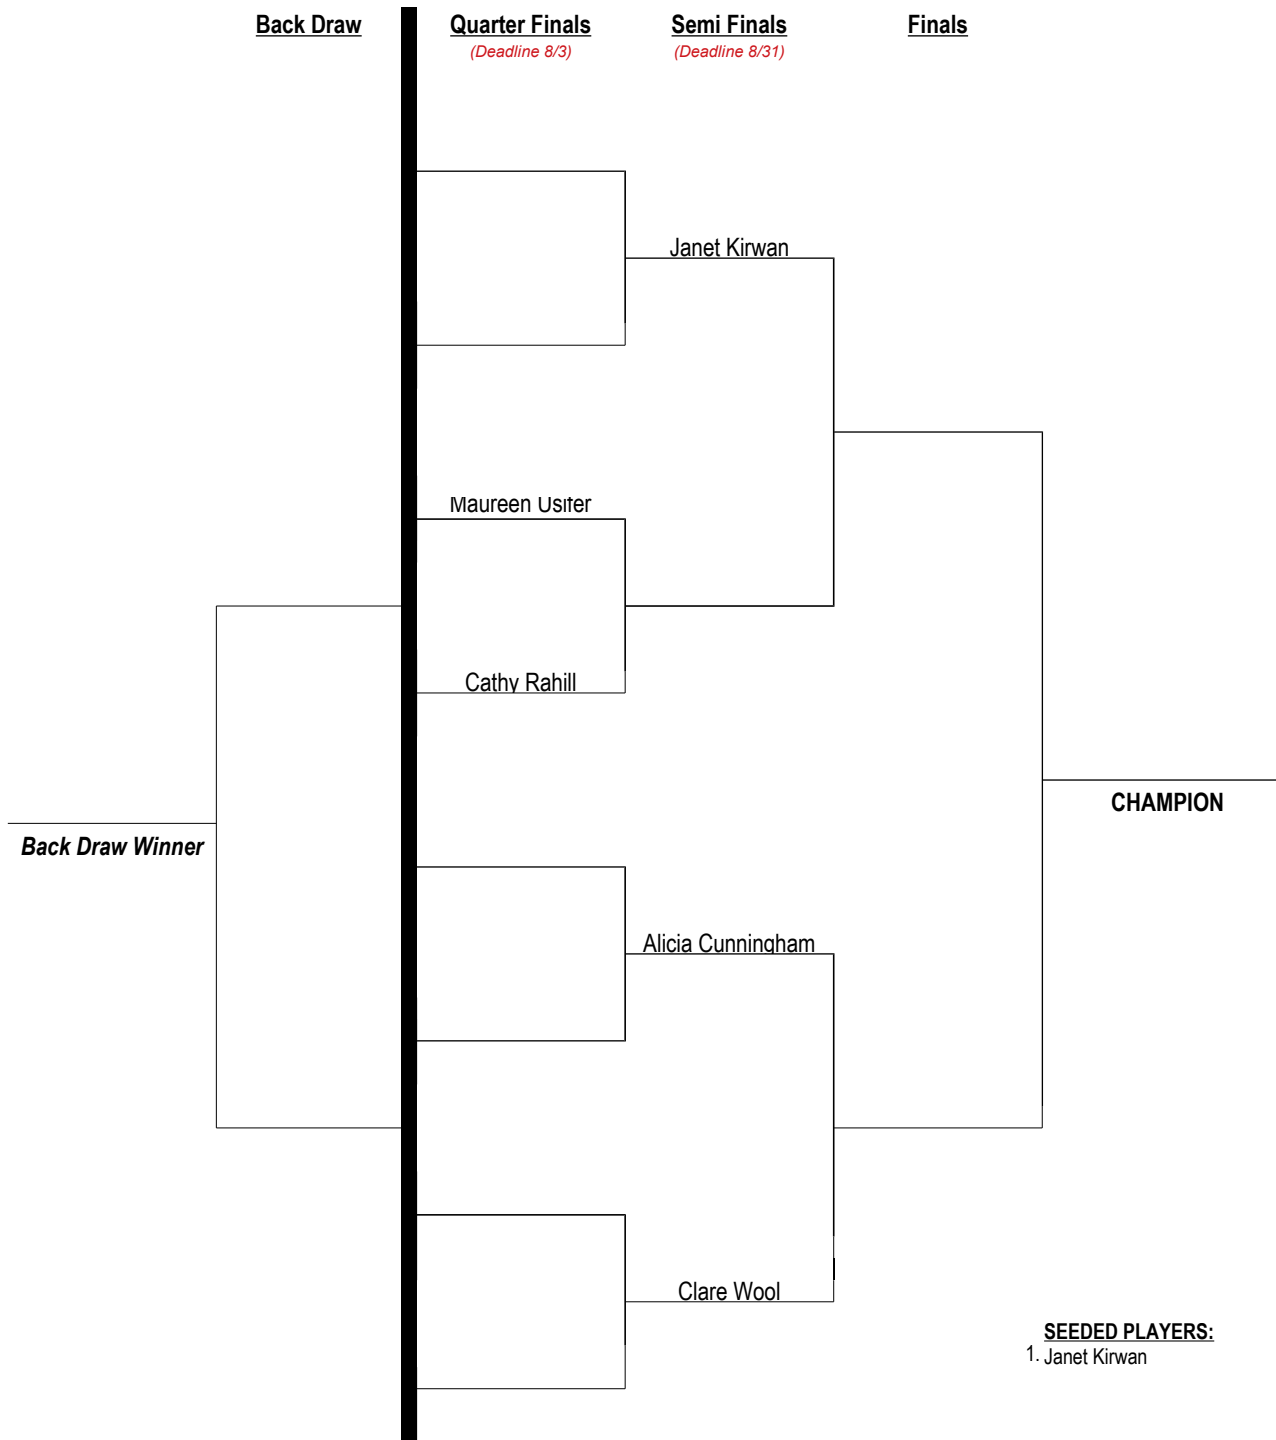 Back Draw
Quarter Finals
Semi Finals
Finals
(Deadline 8/3)
(Deadline 8/31)
Janet Kirwan
Maureen Usifer
Cathy Rahill
CHAMPION
Back Draw Winner
Alicia Cunningham
Clare Wool
SEEDED PLAYERS:
1. Janet Kirwan